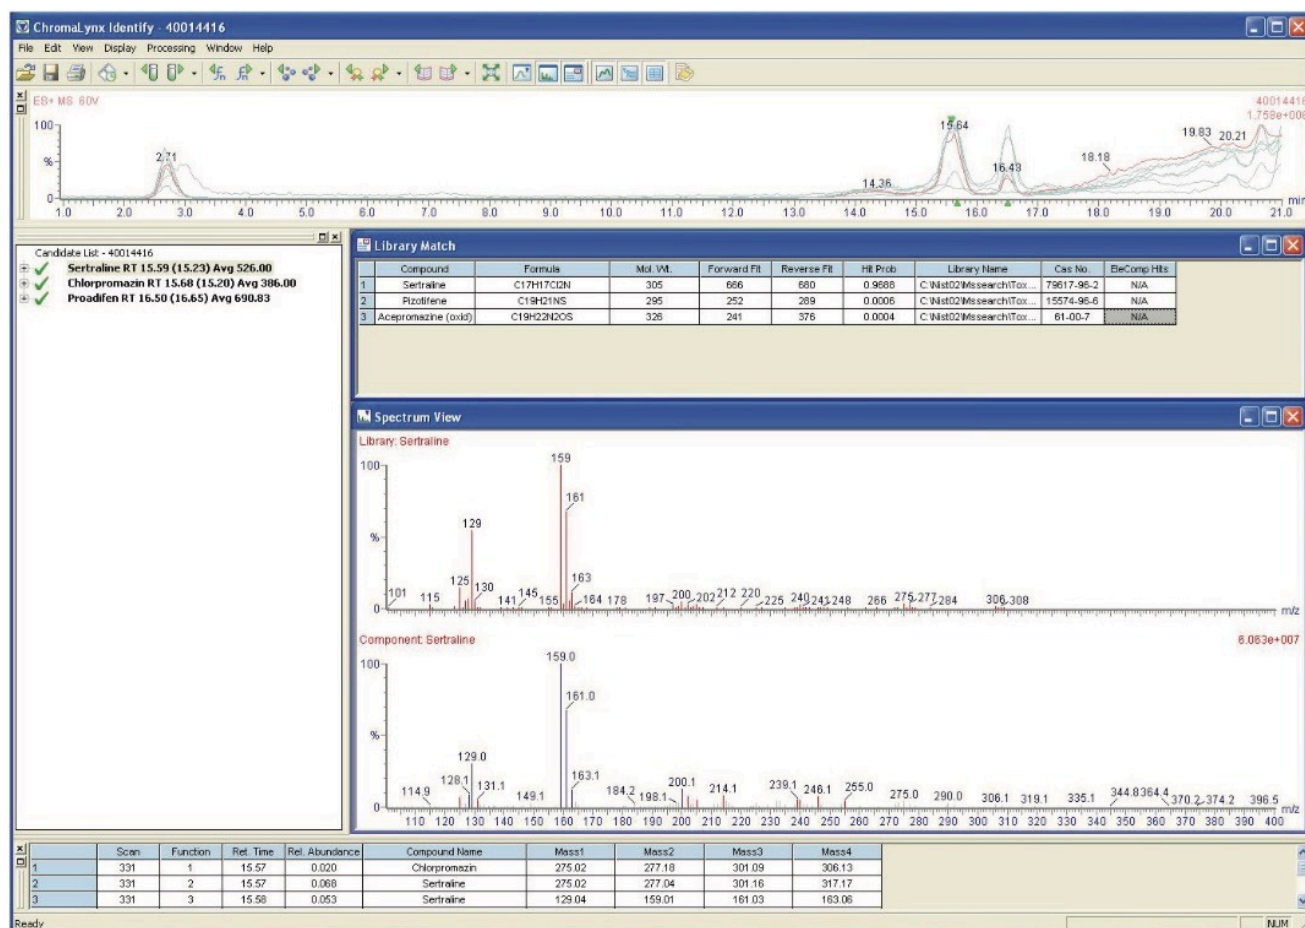 ChromaLynx Identify - 40014416
File Edit View Display Processing Window Help
ES+ MS 60V
40014416
1.758e+008
100
%
0
2.71
14.36
15.64
16.43
18.18
19.83
20.21
1.0 2.0 3.0 4.0 5.0 6.0 7.0 8.0 9.0 10.0 11.0 12.0 13.0 14.0 15.0 16.0 17.0 18.0 19.0 20.0 21.0 min
Candidate List - 40014416
Sertraline RT 15.59 (15.23) Avg 526.00
Chlorpromazin RT 15.68 (15.20) Avg 386.00
Proadifen RT 16.50 (16.65) Avg 690.83
Library Match
Compound Formula Mol. Wt. Forward Fit Reverse Fit Hit Prob Library Name Cas No. EleComp Hits
1 Sertraline C17H17Cl2N 305 666 680 0.9688 C:\Nist02\Mssearch\Tox... 79617-96-2 N/A
2 Pizotifene C19H21NS 295 252 289 0.0006 C:\Nist02\Mssearch\Tox... 15574-96-6 N/A
3 Acepromazine (oxid) C19H22N2OS 326 241 376 0.0004 C:\Nist02\Mssearch\Tox... 61-00-7 N/A
Spectrum View
Library: Sertraline
100
%
0
101 115 125 129 130 141 145 155 159 161 163 164 178 197 200 202 212 220 225 240 241 248 266 275 277 284 306 308 m/z
Component: Sertraline
6.063e+007
100
%
0
114.9 128.1 129.0 131.1 149.1 159.0 161.0 163.1 184.2 198.1 200.1 214.1 239.1 246.1 255.0 275.0 290.0 306.1 319.1 335.1 344.8 364.4 370.2 374.2 396.5
110 120 130 140 150 160 170 180 190 200 210 220 230 240 250 260 270 280 290 300 310 320 330 340 350 360 370 380 390 400 m/z
Scan Function Ret. Time Rel. Abundance Compound Name Mass1 Mass2 Mass3 Mass4
1 331 1 15.57 0.020 Chlorpromazin 275.02 277.18 301.09 306.13
2 331 2 15.57 0.068 Sertraline 275.02 277.04 301.16 317.17
3 331 3 15.58 0.053 Sertraline 129.04 159.01 161.03 163.06
Ready
NUM